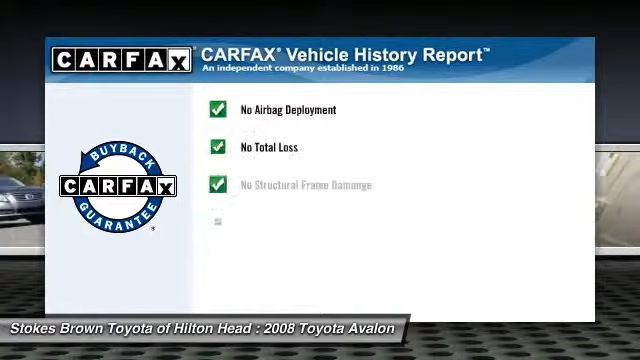 CARFAX CARFAX® Vehicle History Report™
An independent company established in 1986
No Airbag Deployment
No Total Loss
No Structural Frame Damange
BUYBACK
CARFAX
GUARANTEE
®
Stokes Brown Toyota of Hilton Head : 2008 Toyota Avalon